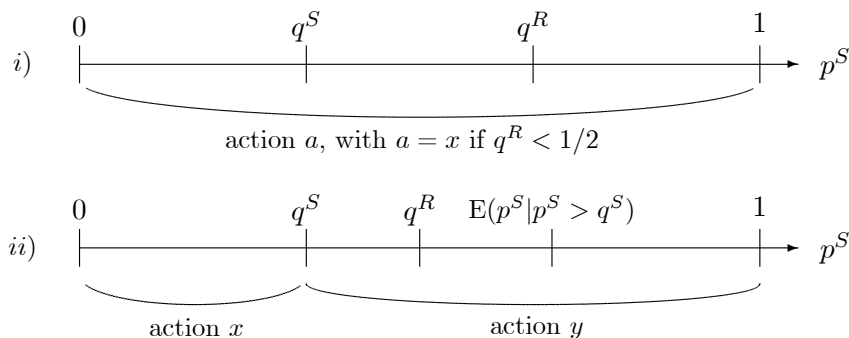 0 q^S q^R 1
i) p^S
action a, with a = x if q^R < 1/2
0 q^S q^R E(p^S|p^S > q^S) 1
ii) p^S
action x action y